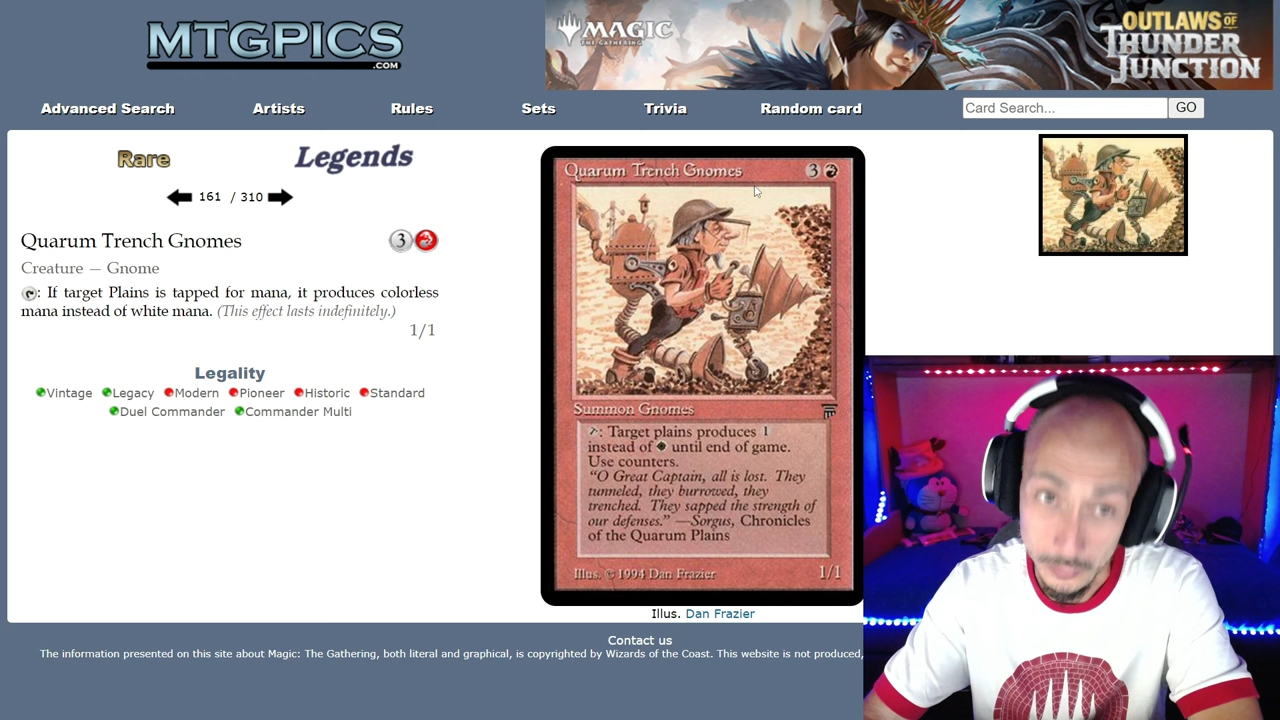 MTGPICS
.COM
MAGIC
THE GATHERING
OUTLAWS OF
THUNDER
JUNCTION
Advanced Search
Artists
Rules
Sets
Trivia
Random card
Card Search...
GO
Rare
Legends
161 / 310
Quarum Trench Gnomes
3
Creature — Gnome
: If target Plains is tapped for mana, it produces colorless
mana instead of white mana. (This effect lasts indefinitely.)
1/1
Legality
Vintage Legacy Modern Pioneer Historic Standard
Duel Commander Commander Multi
Quarum Trench Gnomes
3
Summon Gnomes
: Target plains produces 1
instead of until end of game.
Use counters.
"O Great Captain, all is lost. They
tunneled, they burrowed, they
trenched. They sapped the strength of
our defenses." —Sorgus, Chronicles
of the Quarum Plains
Illus. © 1994 Dan Frazier
1/1
Illus. Dan Frazier
Contact us
The information presented on this site about Magic: The Gathering, both literal and graphical, is copyrighted by Wizards of the Coast. This website is not produced,